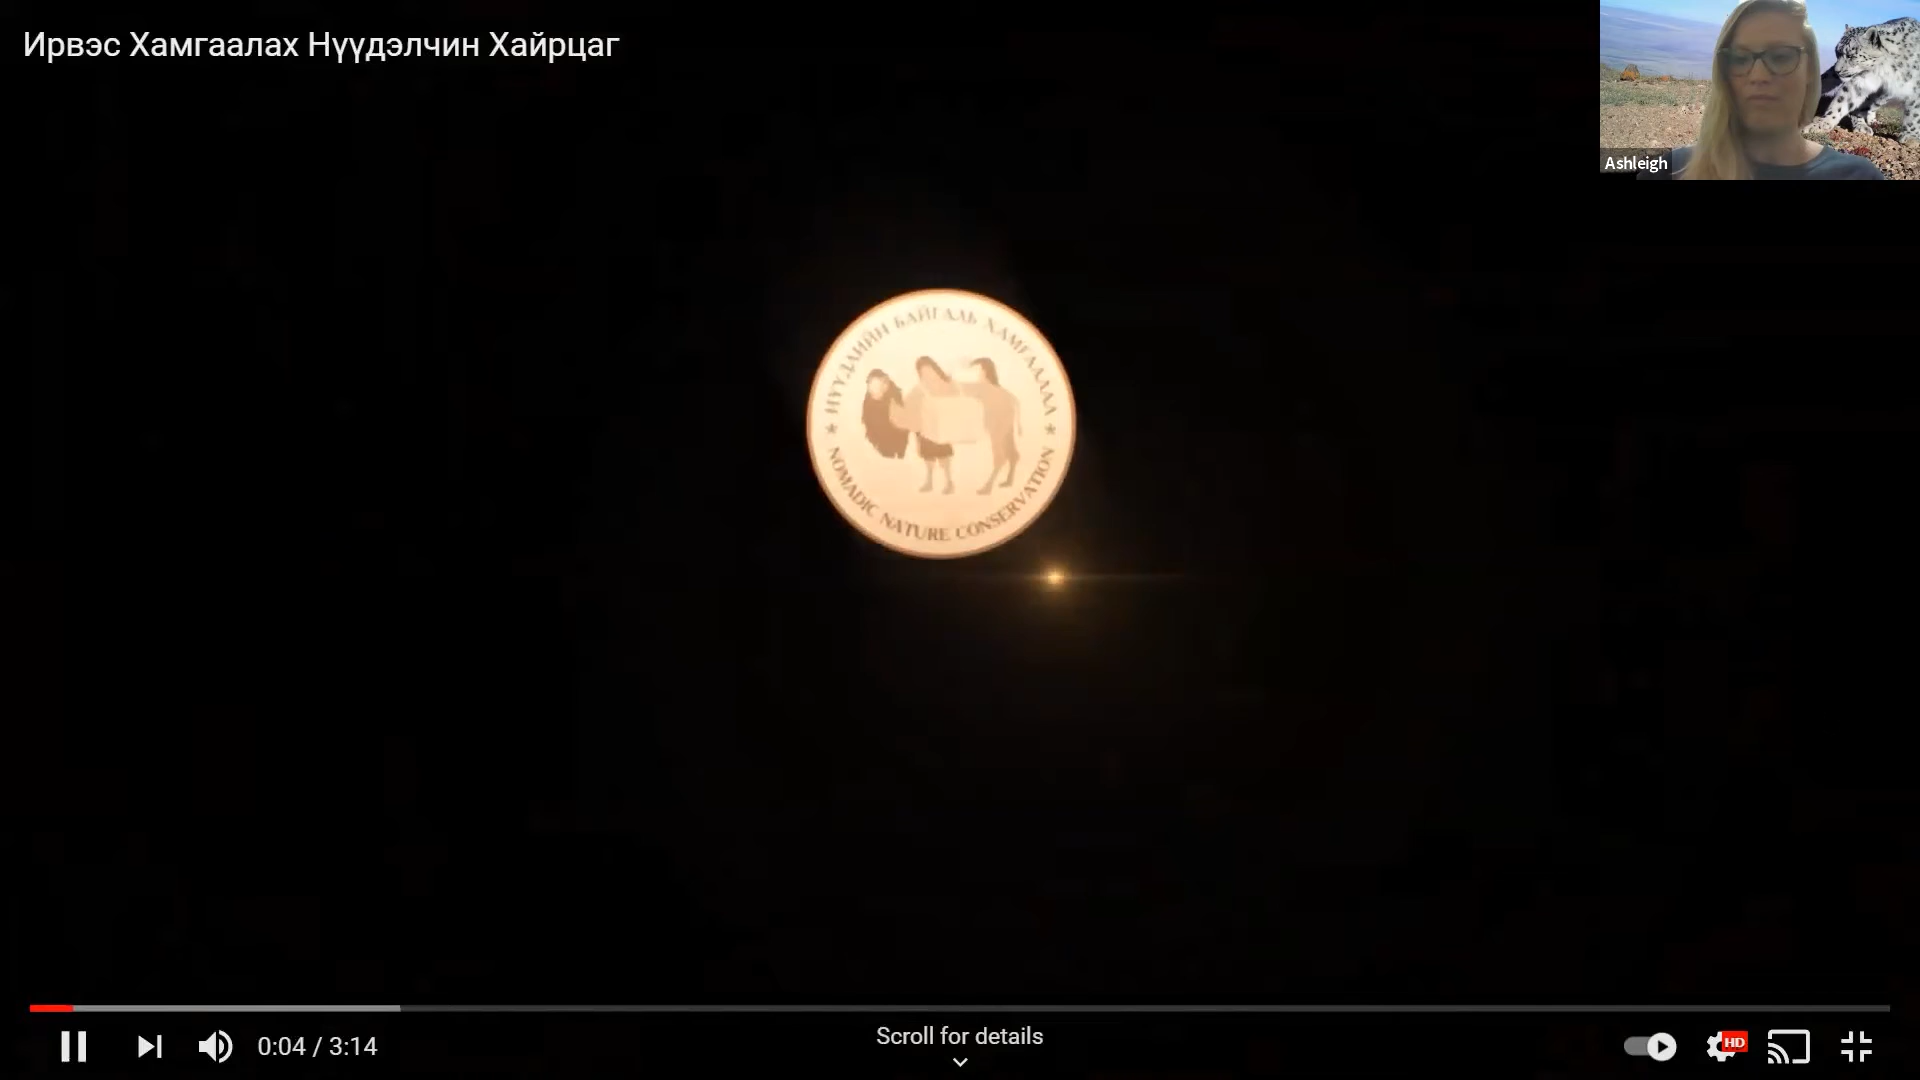 Ирвэс Хамгаалах Нүүдэлчин Хайрцаг
Ashleigh
НҮҮДЛИЙН БАЙГАЛЬ ХАМГААЛАЛ
NOMADIC NATURE CONSERVATION
0:04 / 3:14
Scroll for details
HD